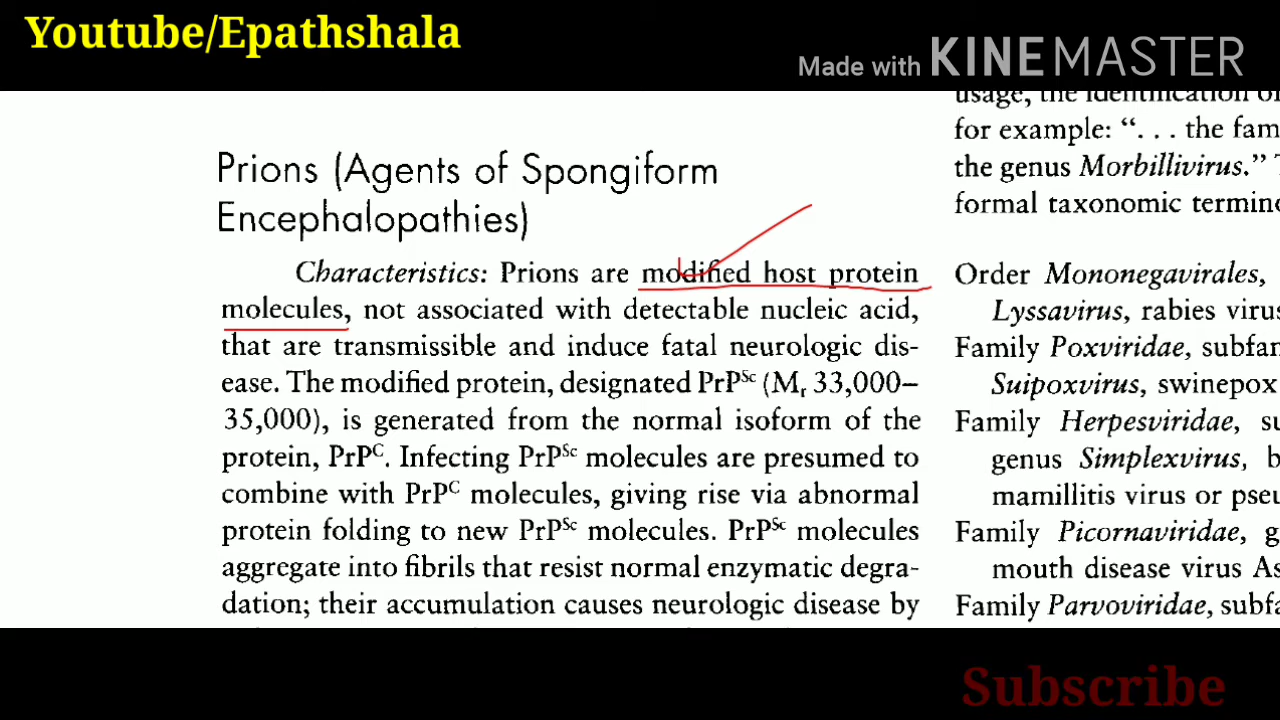 Youtube/Epathshala
Made with KINEMASTER
Prions (Agents of Spongiform
Encephalopathies)
Characteristics: Prions are modified host protein
molecules, not associated with detectable nucleic acid,
that are transmissible and induce fatal neurologic dis-
ease. The modified protein, designated PrPSc (Mr 33,000–
35,000), is generated from the normal isoform of the
protein, PrPC. Infecting PrPSc molecules are presumed to
combine with PrPC molecules, giving rise via abnormal
protein folding to new PrPSc molecules. PrPSc molecules
aggregate into fibrils that resist normal enzymatic degra-
dation; their accumulation causes neurologic disease by
usage, the identification of
for example: “. . . the fam
the genus Morbillivirus.”
formal taxonomic termino
Order Mononegavirales,
Lyssavirus, rabies virus
Family Poxviridae, subfam
Suipoxvirus, swinepox
Family Herpesviridae, su
genus Simplexvirus, b
mamillitis virus or pseu
Family Picornaviridae, g
mouth disease virus As
Family Parvoviridae, subfa
Subscribe